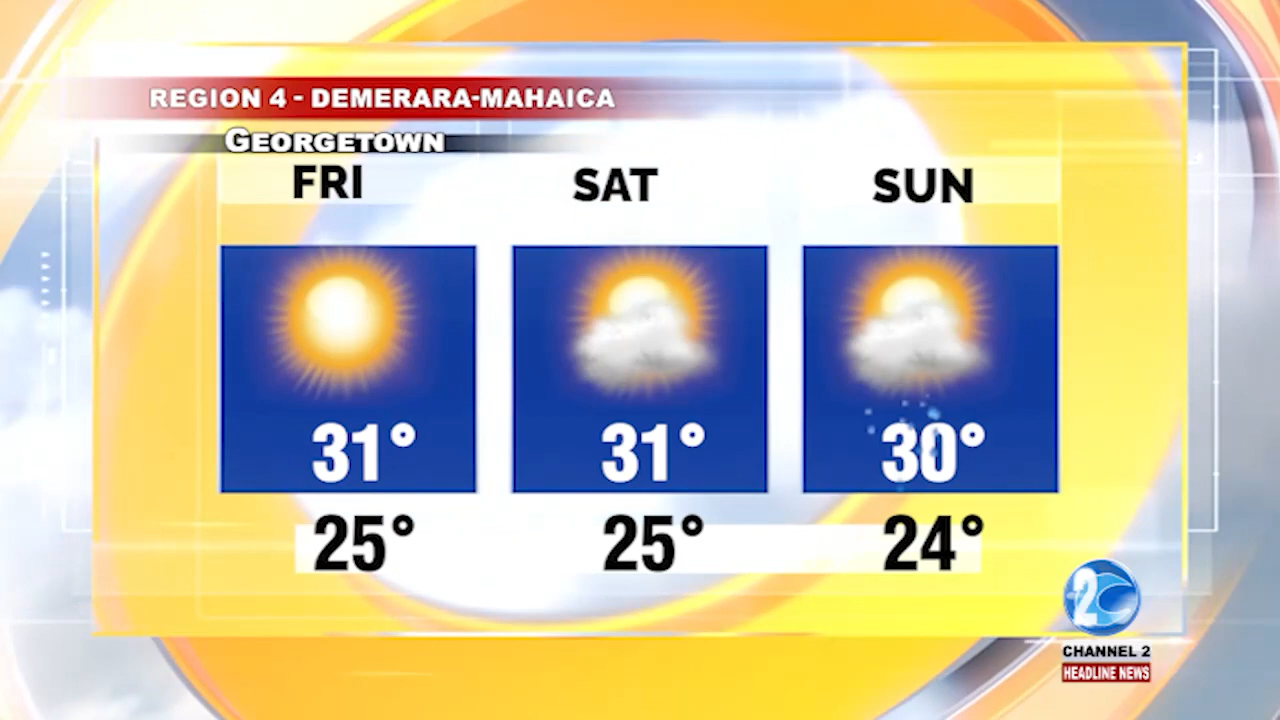 REGION 4 - DEMERARA-MAHAICA
GEORGETOWN
FRI SAT SUN
31° 31° 30°
25° 25° 24°
2
CHANNEL 2
HEADLINE NEWS